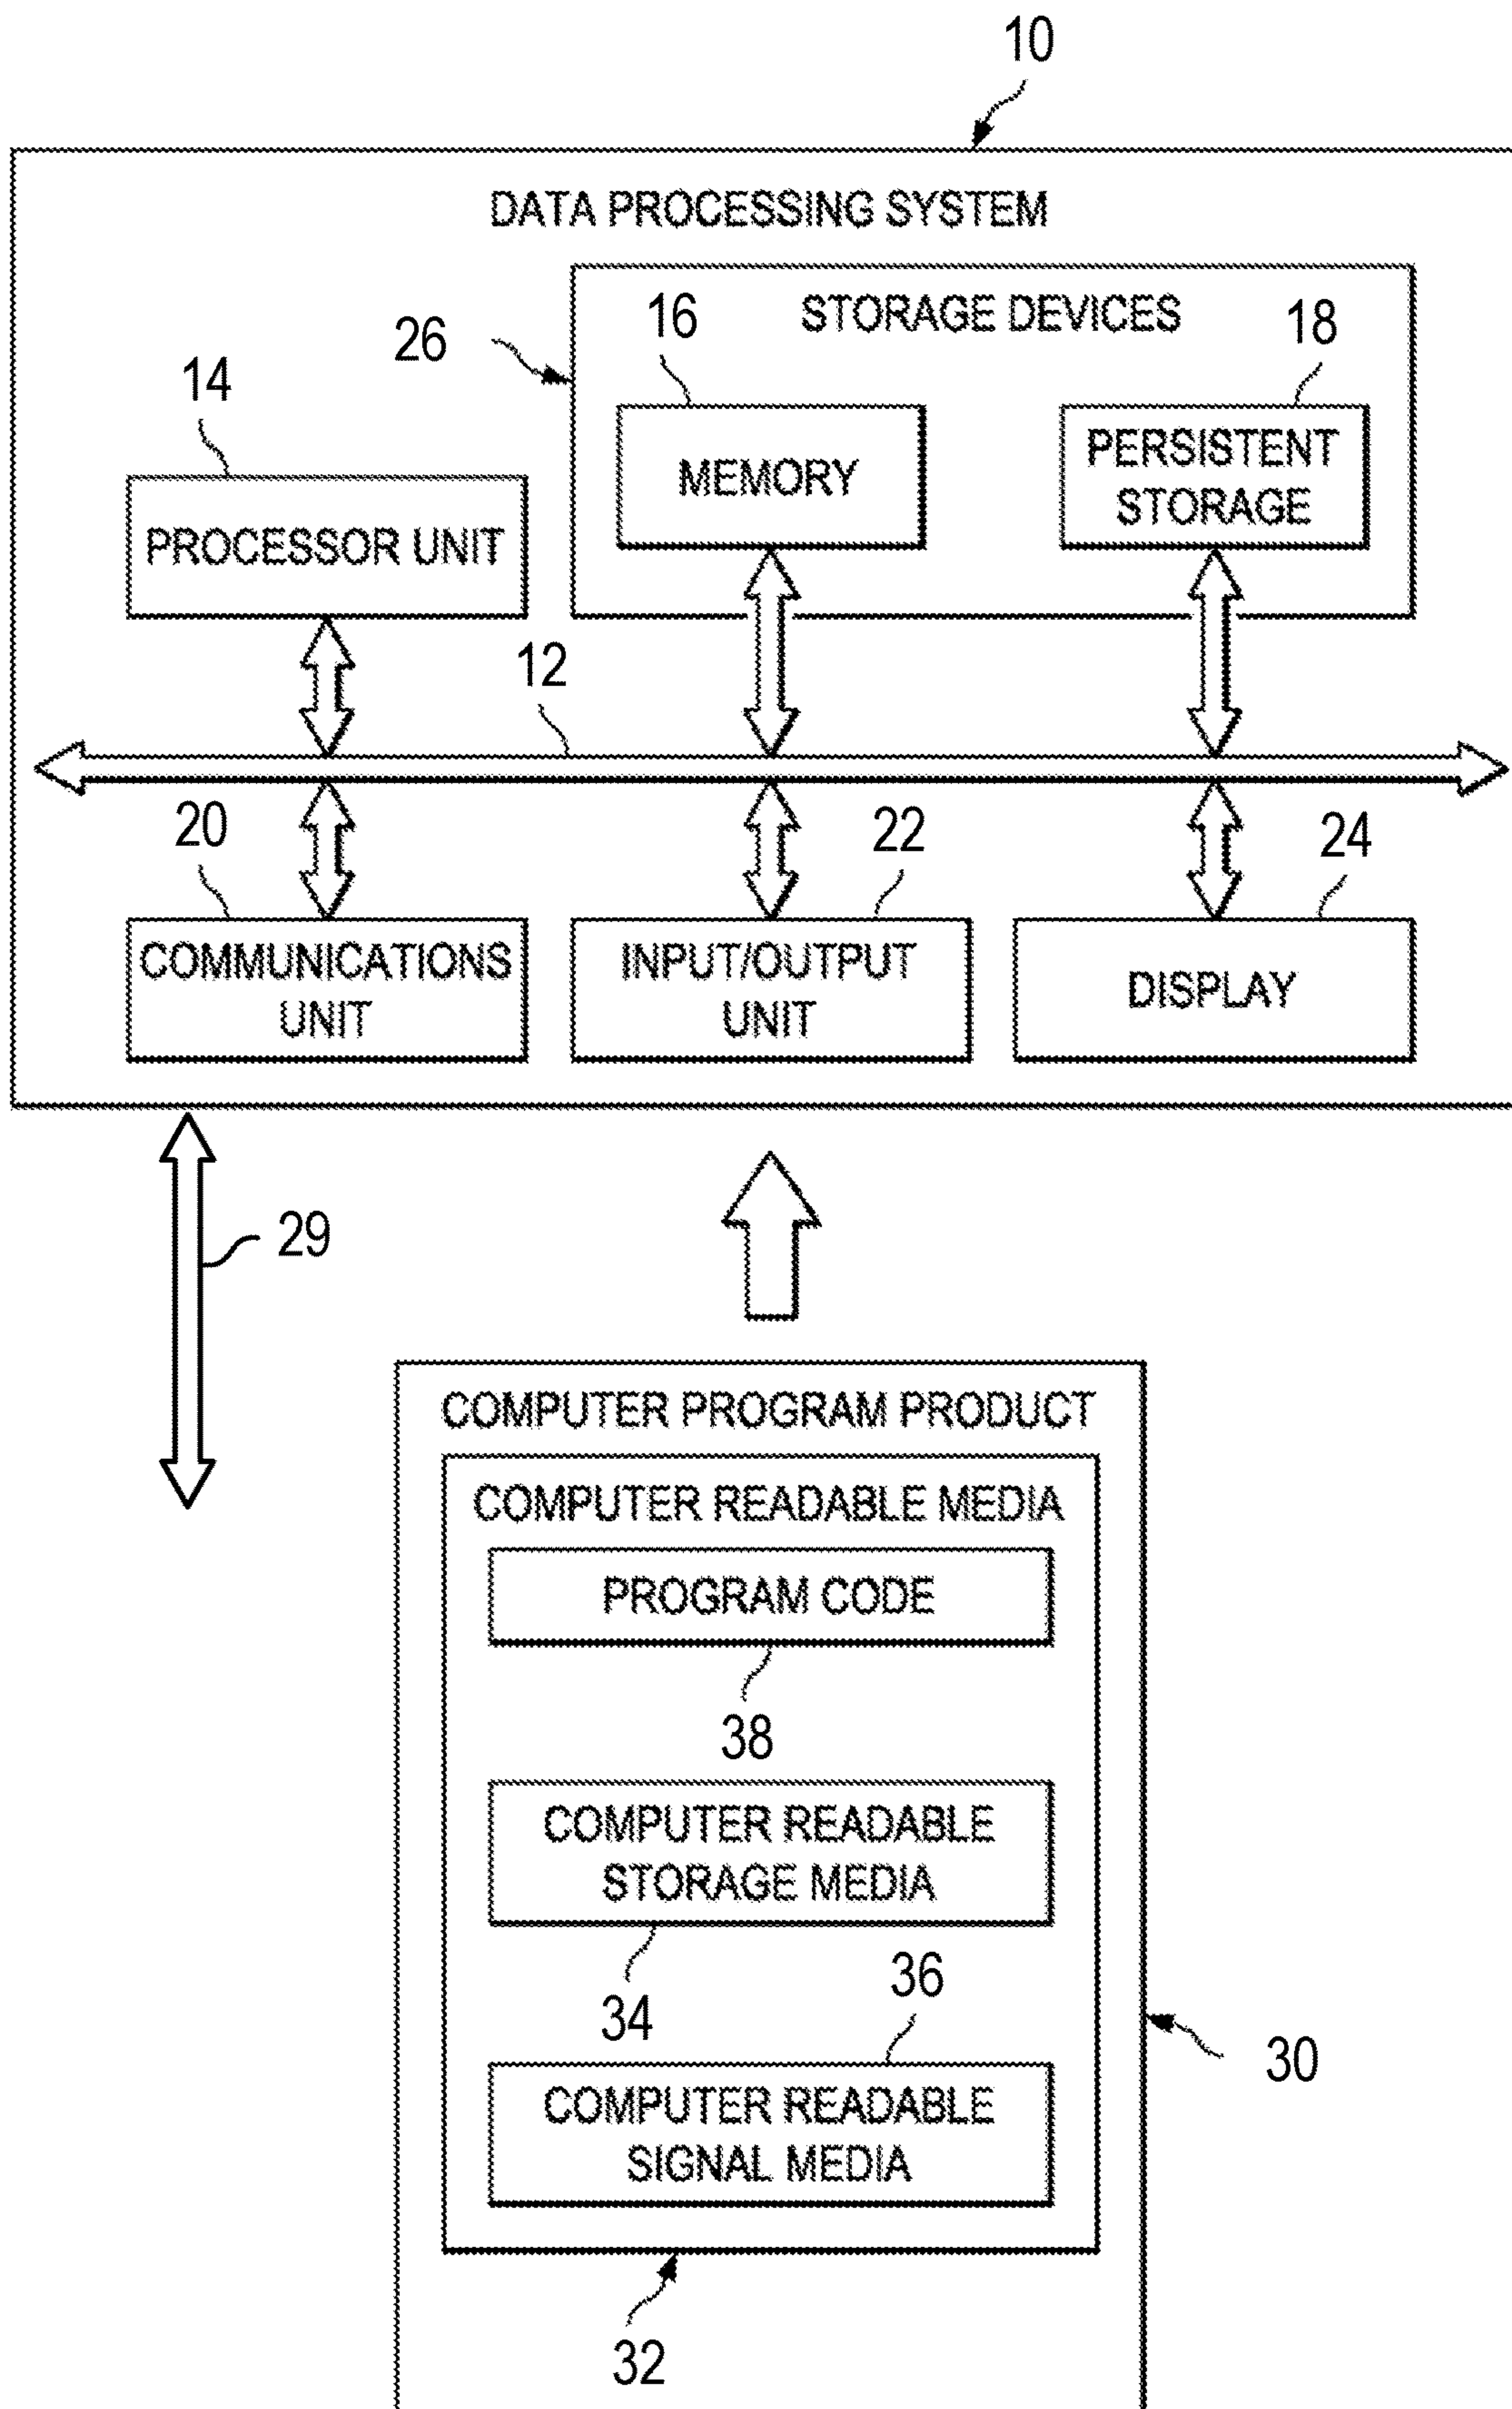 10
DATA PROCESSING SYSTEM
STORAGE DEVICES
26
16
18
14
MEMORY
PERSISTENT
STORAGE
PROCESSOR UNIT
12
20
22
24
COMMUNICATIONS
UNIT
INPUT/OUTPUT
UNIT
DISPLAY
29
COMPUTER PROGRAM PRODUCT
COMPUTER READABLE MEDIA
PROGRAM CODE
38
COMPUTER READABLE
STORAGE MEDIA
34
36
30
COMPUTER READABLE
SIGNAL MEDIA
32